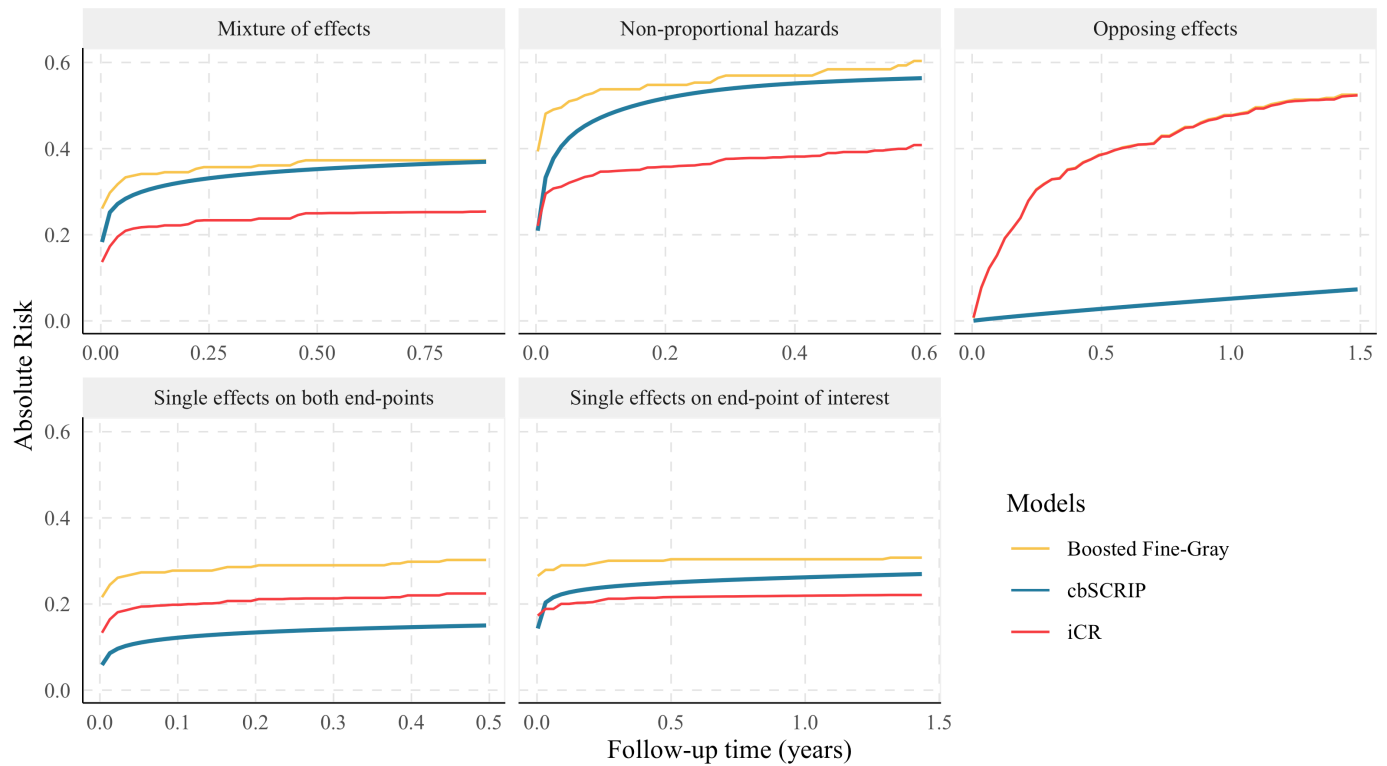 Mixture of effects
Non-proportional hazards
Opposing effects
Absolute Risk
0.6
0.4
0.2
0.0
0.00 0.25 0.50 0.75
0.0 0.2 0.4 0.6
0.0 0.5 1.0 1.5
Single effects on both end-points
Single effects on end-point of interest
0.6
0.4
0.2
0.0
0.0 0.1 0.2 0.3 0.4 0.5
0.0 0.5 1.0 1.5
Follow-up time (years)
Models
Boosted Fine-Gray
cbSCRIP
iCR